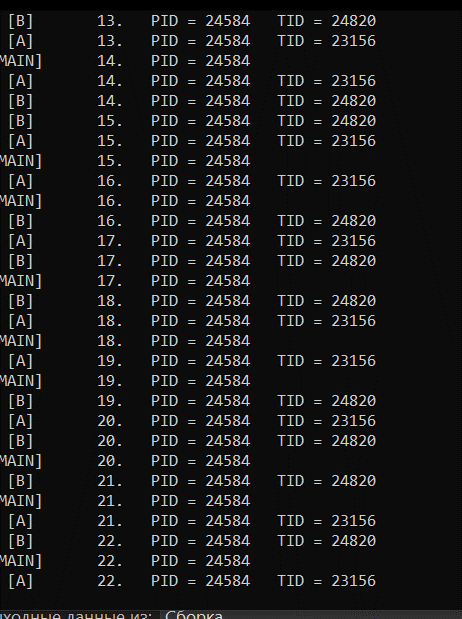 [B] 13. PID = 24584 TID = 24820
[A] 13. PID = 24584 TID = 23156
MAIN] 14. PID = 24584
[A] 14. PID = 24584 TID = 23156
[B] 14. PID = 24584 TID = 24820
[B] 15. PID = 24584 TID = 24820
[A] 15. PID = 24584 TID = 23156
MAIN] 15. PID = 24584
[A] 16. PID = 24584 TID = 23156
MAIN] 16. PID = 24584
[B] 16. PID = 24584 TID = 24820
[A] 17. PID = 24584 TID = 23156
[B] 17. PID = 24584 TID = 24820
MAIN] 17. PID = 24584
[B] 18. PID = 24584 TID = 24820
[A] 18. PID = 24584 TID = 23156
MAIN] 18. PID = 24584
[A] 19. PID = 24584 TID = 23156
MAIN] 19. PID = 24584
[B] 19. PID = 24584 TID = 24820
[A] 20. PID = 24584 TID = 23156
[B] 20. PID = 24584 TID = 24820
MAIN] 20. PID = 24584
[B] 21. PID = 24584 TID = 24820
MAIN] 21. PID = 24584
[A] 21. PID = 24584 TID = 23156
[B] 22. PID = 24584 TID = 24820
MAIN] 22. PID = 24584
[A] 22. PID = 24584 TID = 23156
ыходные данные из: Сборка